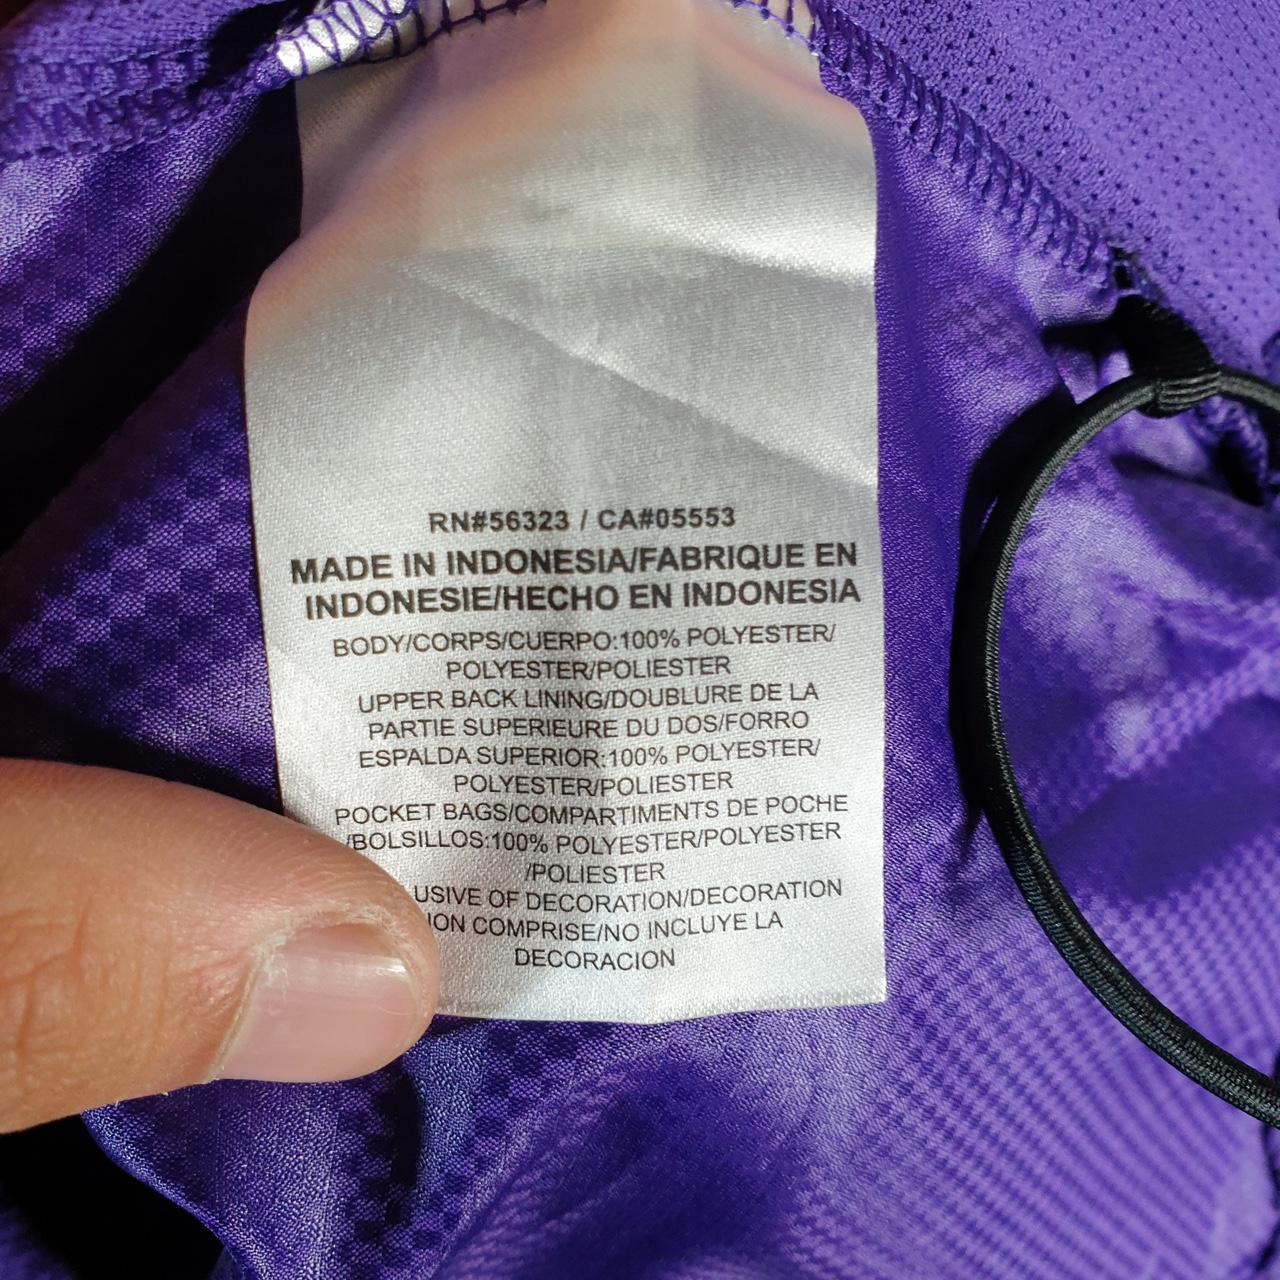 RN#56323 / CA#05553
MADE IN INDONESIA/FABRIQUE EN
INDONESIE/HECHO EN INDONESIA
BODY/CORPS/CUERPO:100% POLYESTER/
POLYESTER/POLIESTER
UPPER BACK LINING/DOUBLURE DE LA
PARTIE SUPERIEURE DU DOS/FORRO
ESPALDA SUPERIOR:100% POLYESTER/
POLYESTER/POLIESTER
POCKET BAGS/COMPARTIMENTS DE POCHE
/BOLSILLOS:100% POLYESTER/POLYESTER
/POLIESTER
OF DECORATION/DECORATION
COMPRISE/NO INCLUYE LA
DECORACION